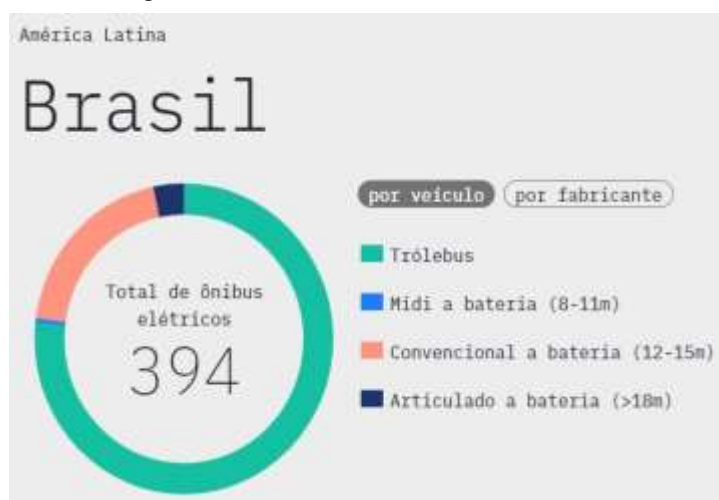 América Latina
Brasil
por veículo
por fabricante
Total de ônibus
elétricos
394
Trólebus
Midi a bateria (8-11m)
Convencional a bateria (12-15m)
Articulado a bateria (>18m)